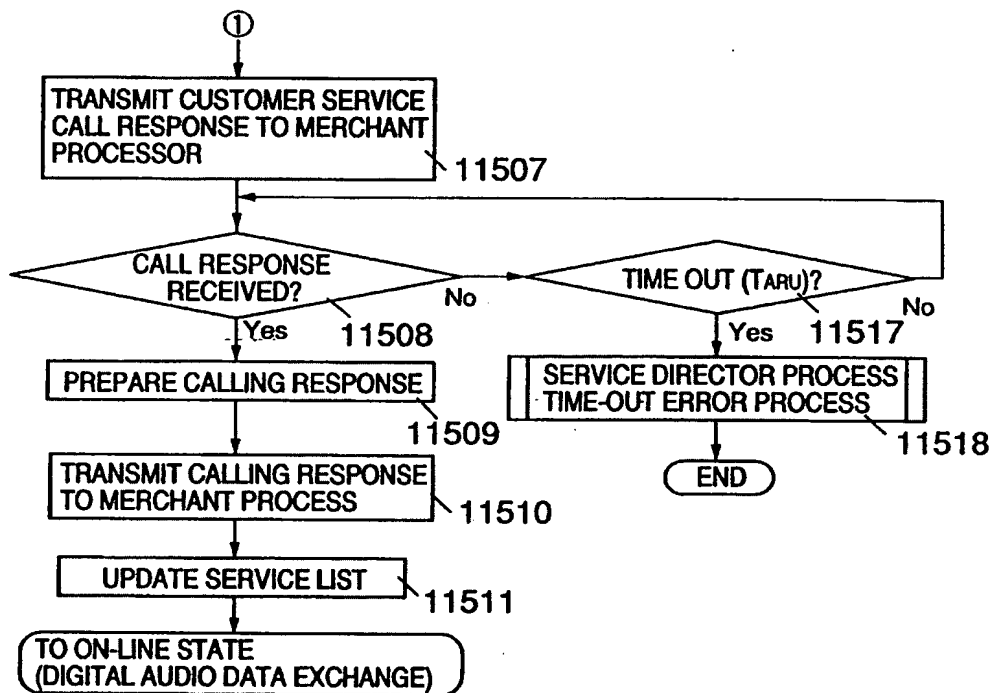 ①
TRANSMIT CUSTOMER SERVICE
CALL RESPONSE TO MERCHANT
PROCESSOR
11507
CALL RESPONSE
RECEIVED?
No
11508
Yes
TIME OUT (TARU)?
No
11517
Yes
PREPARE CALLING RESPONSE
11509
SERVICE DIRECTOR PROCESS
TIME-OUT ERROR PROCESS
11518
END
TRANSMIT CALLING RESPONSE
TO MERCHANT PROCESS
11510
UPDATE SERVICE LIST
11511
TO ON-LINE STATE
(DIGITAL AUDIO DATA EXCHANGE)